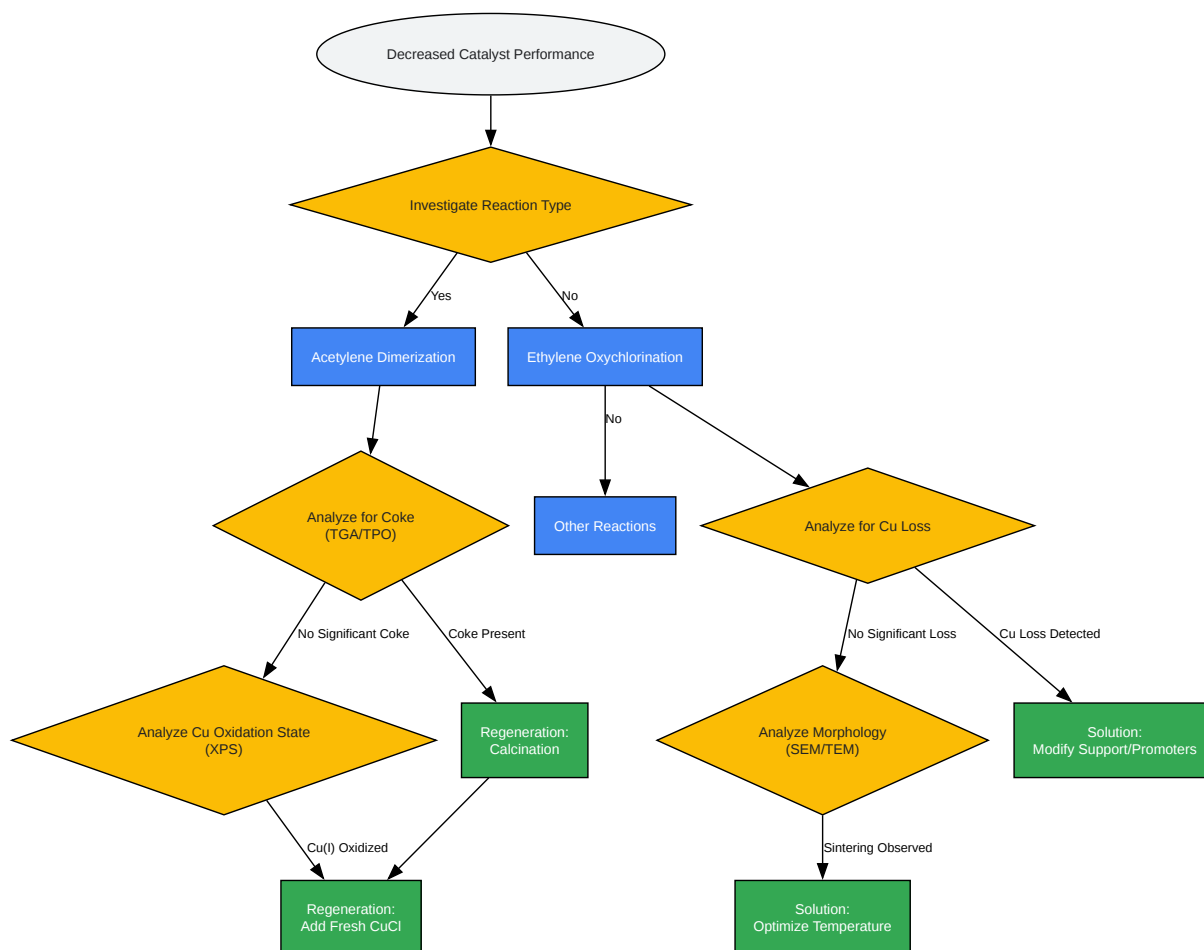 Decreased Catalyst Performance
Investigate Reaction Type
Yes
No
Acetylene Dimerization
Ethylene Oxychlorination
No
Analyze for Coke
(TGA/TPO)
Other Reactions
Analyze for Cu Loss
No Significant Coke
Coke Present
No Significant Loss
Cu Loss Detected
Analyze Cu Oxidation State
(XPS)
Regeneration:
Calcination
Analyze Morphology
(SEM/TEM)
Solution:
Modify Support/Promoters
Cu(I) Oxidized
Sintering Observed
Regeneration:
Add Fresh CuCl
Solution:
Optimize Temperature